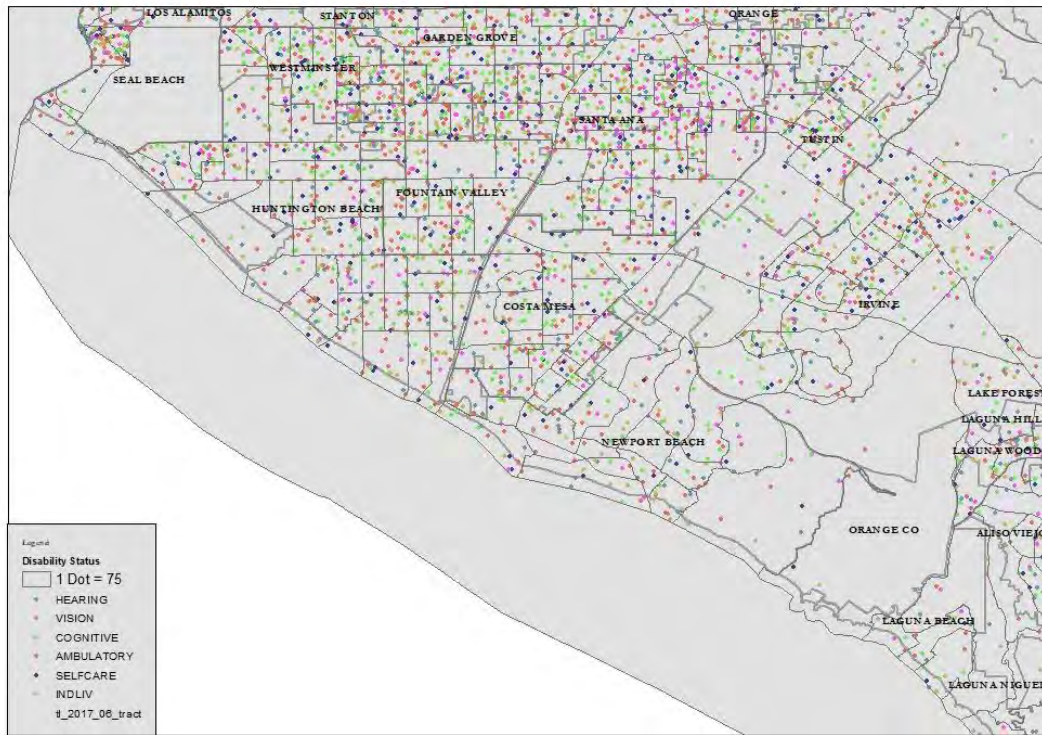 LOS ALAMITOS
STANTON
ORANGE
GARDEN GROVE
WESTMINSTER
SEAL BEACH
SANTA ANA
TUSTIN
FOUNTAIN VALLEY
HUNTINGTON BEACH
COSTA MESA
IRVINE
LAKE FOREST
LAGUNA HILL
NEWPORT BEACH
LAGUNA WOOD
ORANGE CO
ALISO VIEJO
LAGUNA BEACH
LAGUNA NIGUEL
Legend
Disability Status
1 Dot = 75
HEARING
VISION
COGNITIVE
AMBULATORY
SELFCARE
INDLIV
tl_2017_06_tract